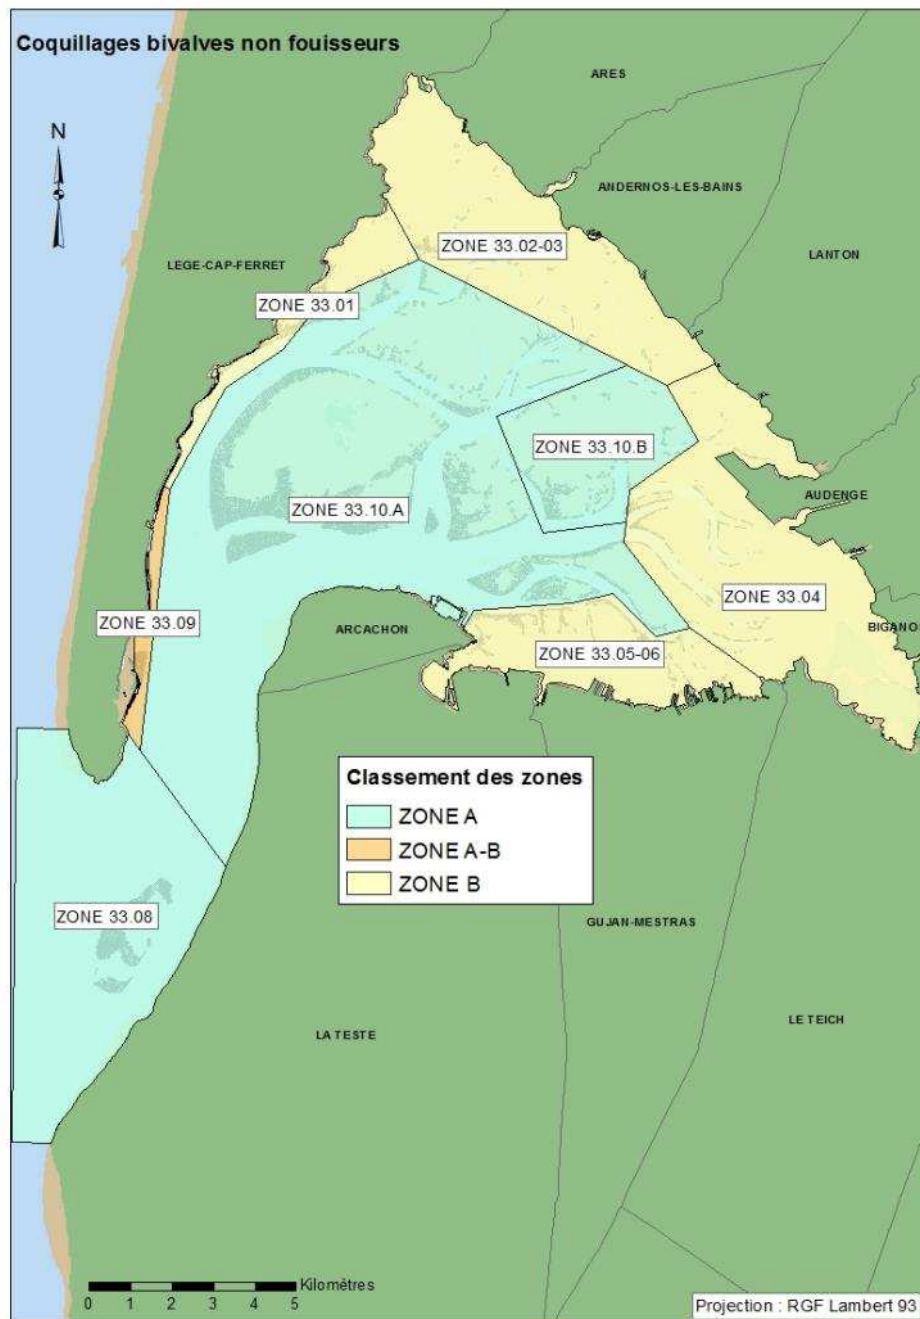 Coquillages bivalves non fouisseurs
ARES
N
ANDERNOS-LES-BAINS
ZONE 33.02-03
LANTON
LEGE-CAP-FERRET
ZONE 33.01
ZONE 33.10.B
AUDENGE
ZONE 33.10.A
ZONE 33.04
ZONE 33.09
ARCACHON
BIGANO
ZONE 33.05-06
Classement des zones
ZONE A
ZONE A-B
ZONE B
ZONE 33.08
GUJAN-MESTRAS
LE TEICH
LA TESTE
Kilomètres
0 1 2 3 4 5
Projection : RGF Lambert 93